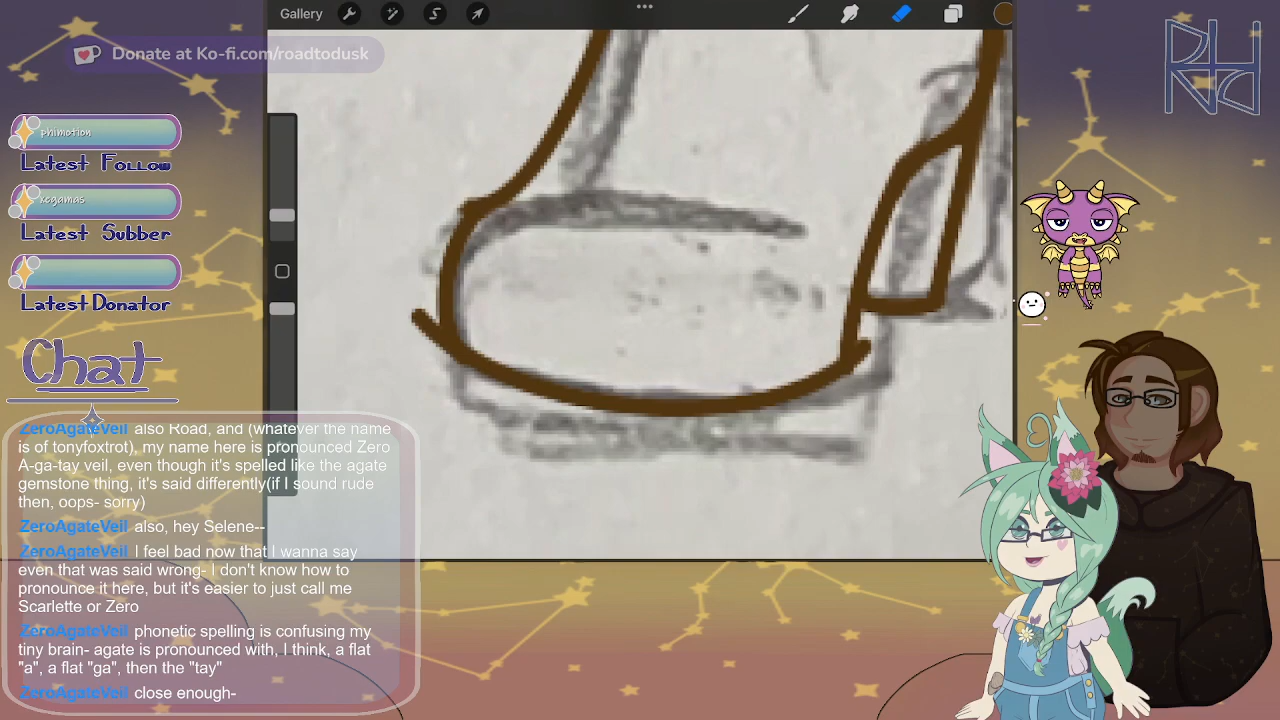 Gallery
Donate at Ko-fi.com/roadtodusk
phimotion
Latest Follow
xegamas
Latest Subber
Latest Donator
Chat
ZeroAgateVeil also Road, and (whatever the name
is of tonyfoxtrot), my name here is pronounced Zero
A-ga-tay veil, even though it's spelled like the agate
gemstone thing, it's said differently(if I sound rude
then, oops- sorry)
ZeroAgateVeil also, hey Selene--
ZeroAgateVeil I feel bad now that I wanna say
even that was said wrong- I don't know how to
pronounce it here, but it's easier to just call me
Scarlette or Zero
ZeroAgateVeil phonetic spelling is confusing my
tiny brain- agate is pronounced with, I think, a flat
"a", a flat "ga", then the "tay"
ZeroAgateVeil close enough-